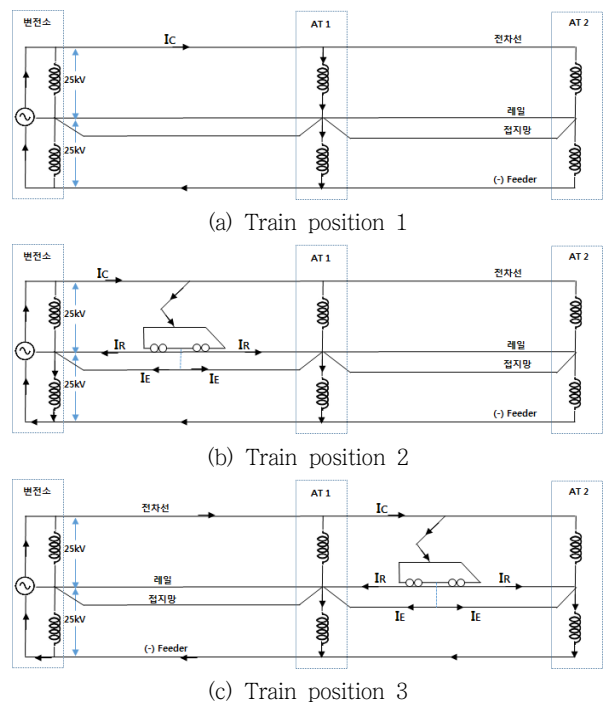 변전소
AT 1
AT 2
IC
전차선
25kV
레일
25kV
접지망
(-) Feeder
(a) Train position 1
변전소
AT 1
AT 2
IC
전차선
25kV
IR
IR
레일
25kV
접지망
IE
IE
(-) Feeder
(b) Train position 2
변전소
AT 1
AT 2
전차선
IC
25kV
레일
IR
IR
접지망
25kV
IE
IE
(-) Feeder
(c) Train position 3